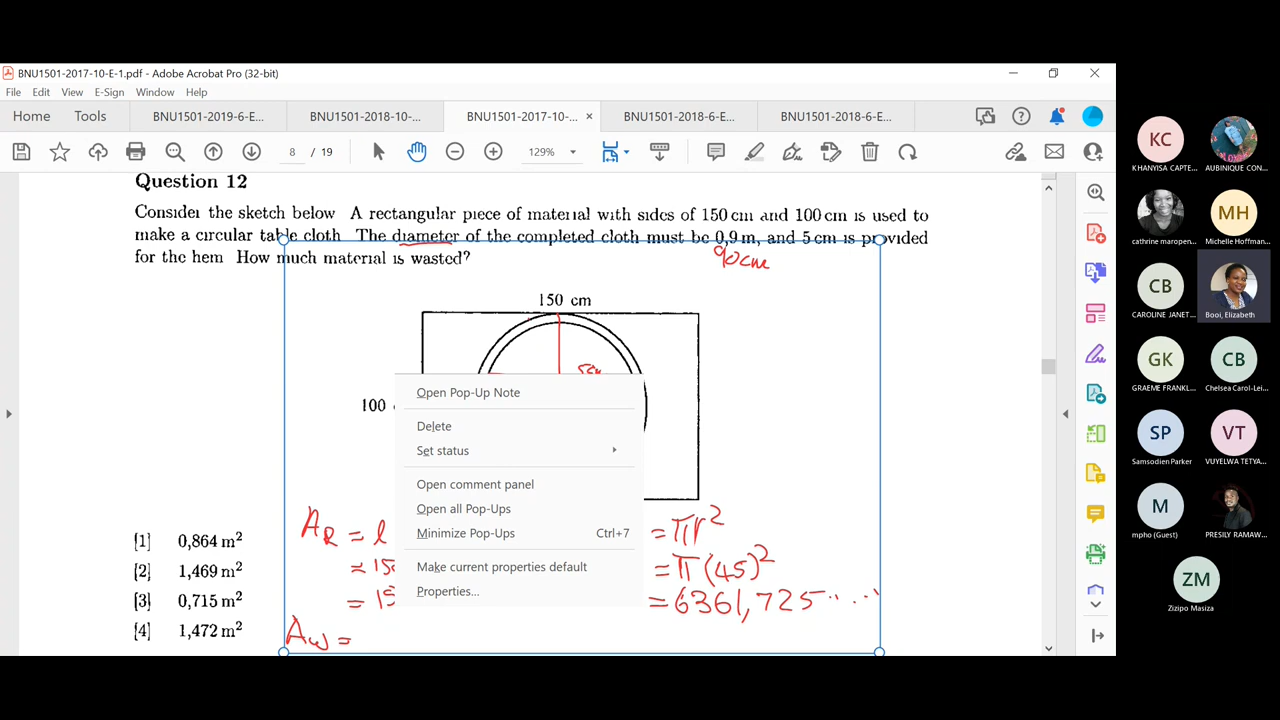 BNU1501-2017-10-E-1.pdf - Adobe Acrobat Pro (32-bit)
File Edit View E-Sign Window Help
Home Tools BNU1501-2019-6-E... BNU1501-2018-10-... BNU1501-2017-10-... × BNU1501-2018-6-E... BNU1501-2018-6-E...
8 / 19 129%
Question 12
Consider the sketch below A rectangular piece of material with sides of 150 cm and 100 cm is used to
make a circular table cloth The diameter of the completed cloth must be 0,9 m, and 5 cm is provided
for the hem How much material is wasted?
90cm
150 cm
5cm
100
Open Pop-Up Note
Delete
Set status
Open comment panel
Open all Pop-Ups
Minimize Pop-Ups Ctrl+7
Make current properties default
Properties...
A_R = l = πr²
= 150 = π(45)²
= 15 = 6361,725.....
A_w =
[1] 0,864 m²
[2] 1,469 m²
[3] 0,715 m²
[4] 1,472 m²
KC
KHANYISA CAPTE... AUBINIQUE CON...
MH
cathrine maropen... Michelle Hoffman...
CB
CAROLINE JANET... Booi, Elizabeth
GK CB
GRAEME FRANKL... Chelsea Carol-Lei...
SP VT
Samsodien Parker VUYELWA TETYA...
M
mpho (Guest) PRESILY RAMAW...
ZM
Zizipo Masiza